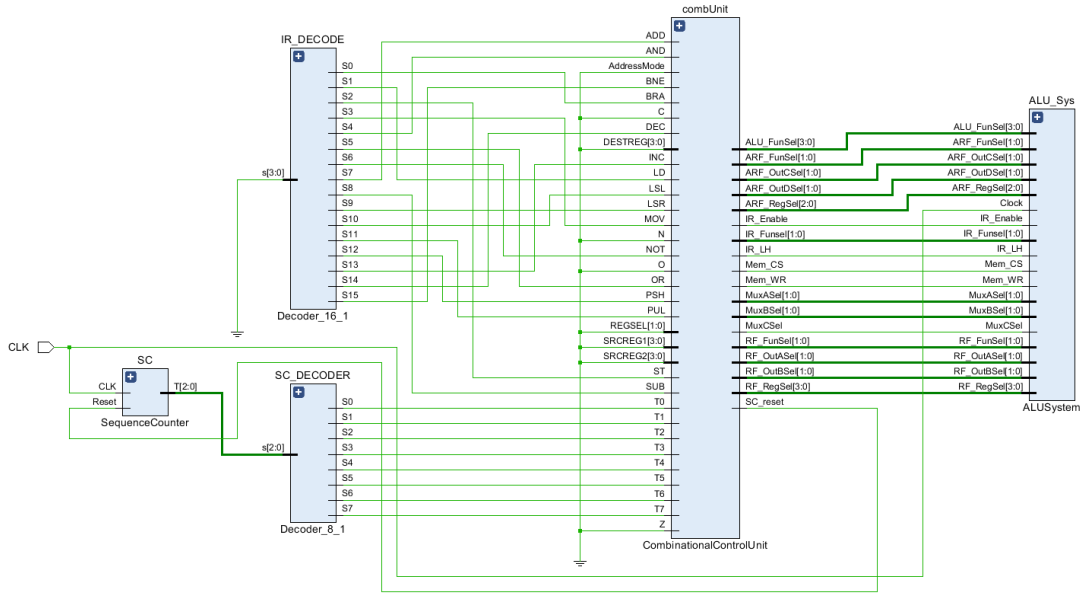 combUnit
IR_DECODE
S0
S1
S2
S3
S4
S5
S6
S7
S8
S9
S10
S11
S12
S13
S14
S15
s[3:0]
Decoder_16_1
CLK
SC
CLK
Reset
T[2:0]
SequenceCounter
SC_DECODER
s[2:0]
S0
S1
S2
S3
S4
S5
S6
S7
Decoder_8_1
ADD
AND
AddressMode
BNE
BRA
C
DEC
DESTREG[3:0]
INC
LD
LSL
LSR
MOV
N
NOT
O
OR
PSH
PUL
REGSEL[1:0]
SRCREG1[3:0]
SRCREG2[3:0]
ST
SUB
T0
T1
T2
T3
T4
T5
T6
T7
Z
ALU_FunSel[3:0]
ARF_FunSel[1:0]
ARF_OutCSel[1:0]
ARF_OutDSel[1:0]
ARF_RegSel[2:0]
IR_Enable
IR_Funsel[1:0]
IR_LH
Mem_CS
Mem_WR
MuxASel[1:0]
MuxBSel[1:0]
MuxCSel
RF_FunSel[1:0]
RF_OutASel[1:0]
RF_OutBSel[1:0]
RF_RegSel[3:0]
SC_reset
CombinationalControlUnit
ALU_Sys
ALU_FunSel[3:0]
ARF_FunSel[1:0]
ARF_OutCSel[1:0]
ARF_OutDSel[1:0]
ARF_RegSel[2:0]
Clock
IR_Enable
IR_Funsel[1:0]
IR_LH
Mem_CS
Mem_WR
MuxASel[1:0]
MuxBSel[1:0]
MuxCSel
RF_FunSel[1:0]
RF_OutASel[1:0]
RF_OutBSel[1:0]
RF_RegSel[3:0]
ALUSystem